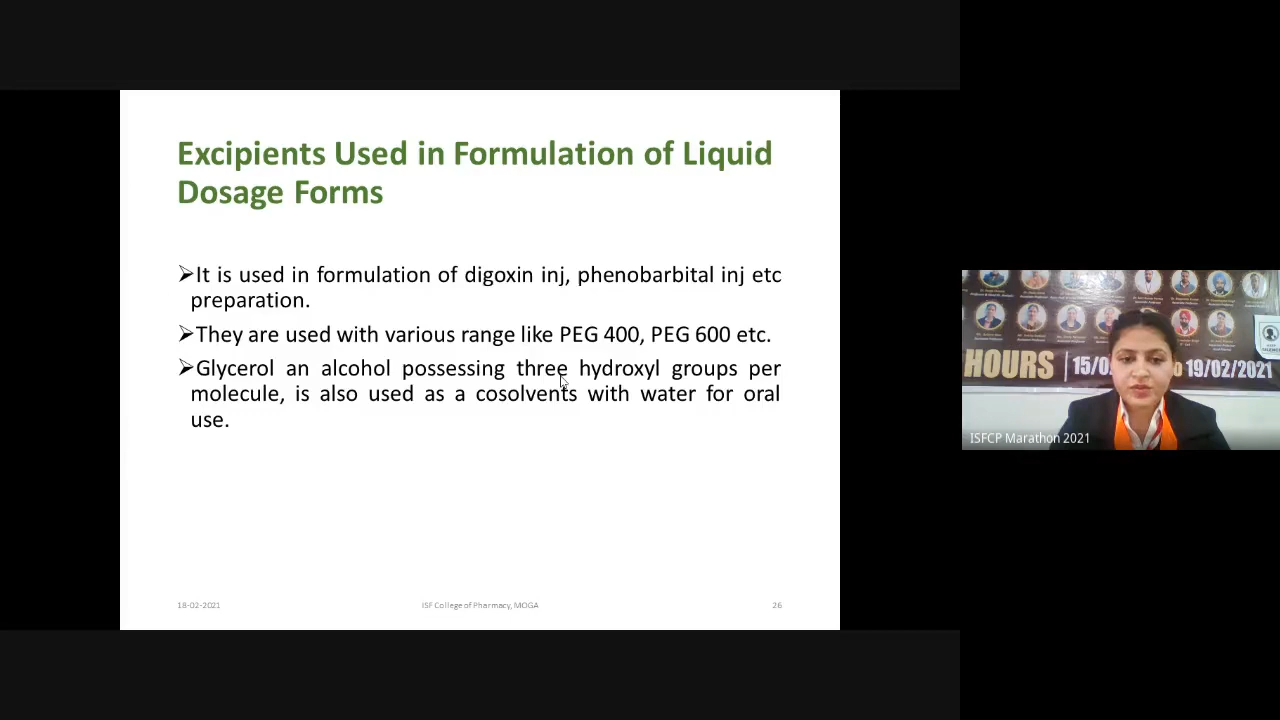 Excipients Used in Formulation of Liquid
Dosage Forms
➢It is used in formulation of digoxin inj, phenobarbital inj etc
preparation.
➢They are used with various range like PEG 400, PEG 600 etc.
➢Glycerol an alcohol possessing three hydroxyl groups per
molecule, is also used as a cosolvents with water for oral
use.
18-02-2021 ISF College of Pharmacy, MOGA 26
HOURS 15/0 o 19/02/2021
ISFCP Marathon 2021